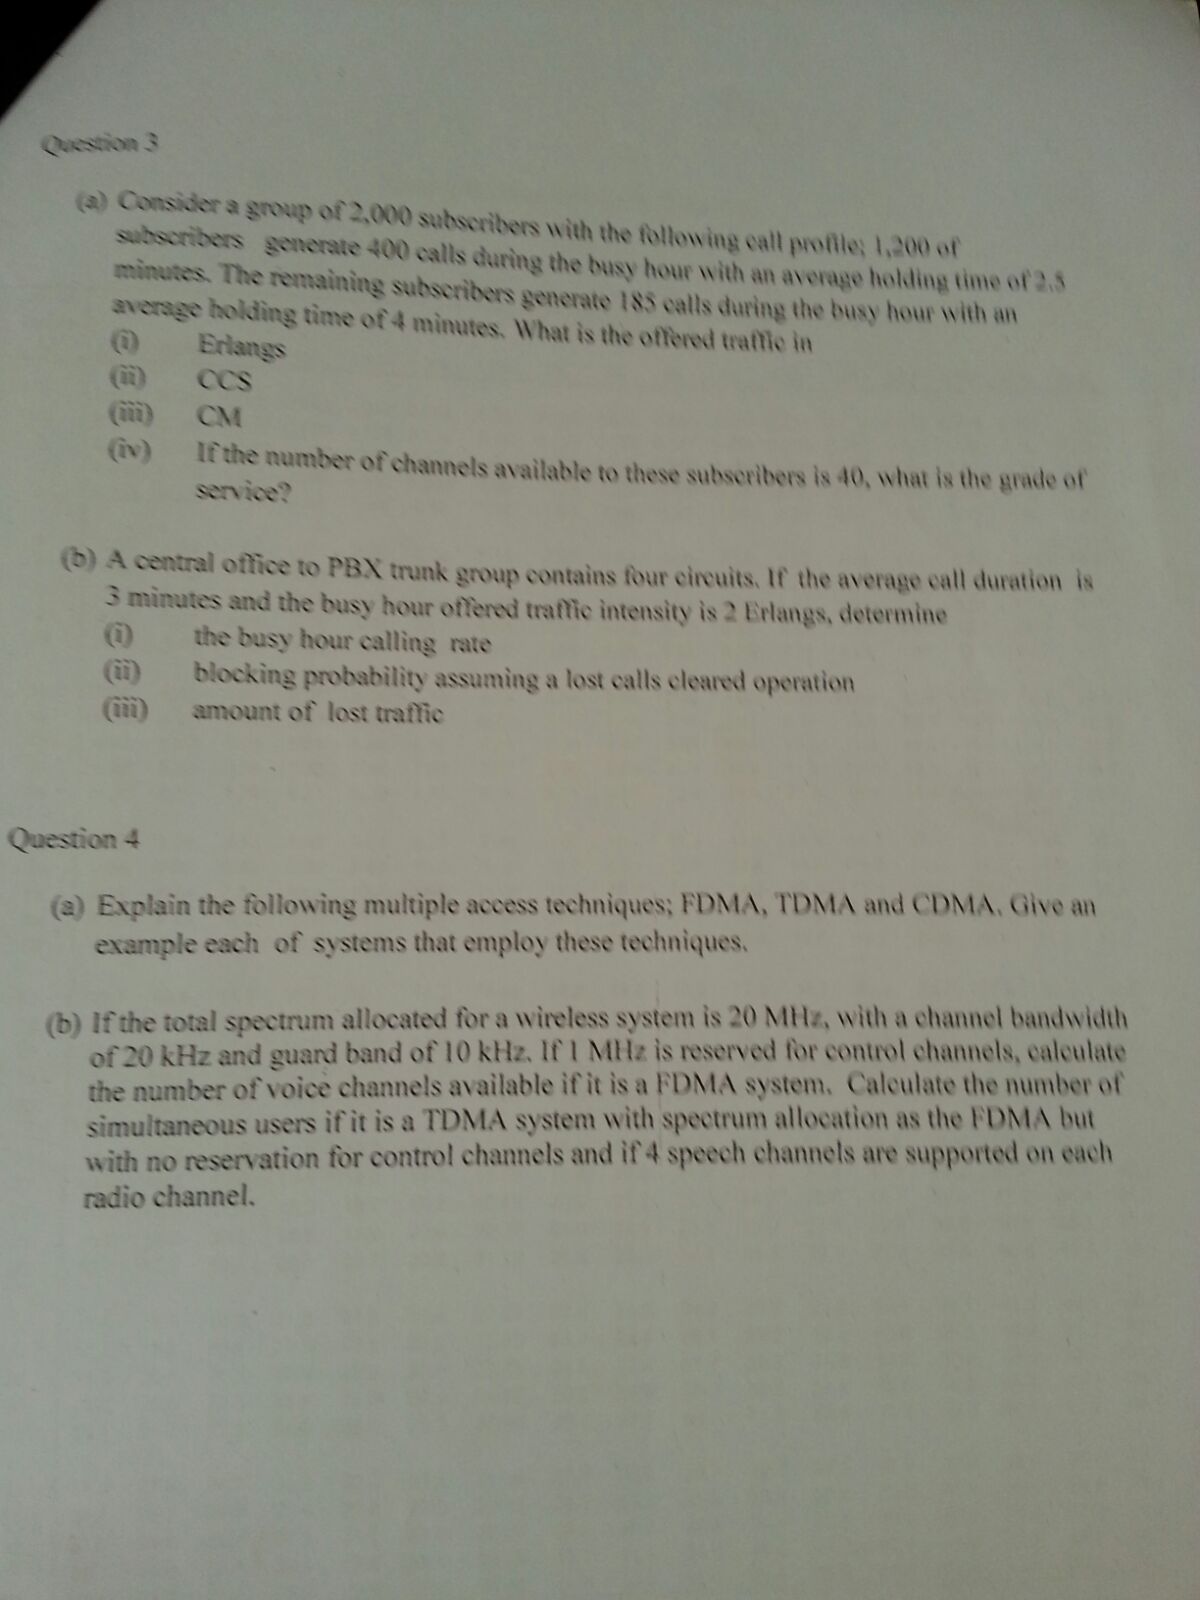 Question 3
(a) Consider a group of 2,000 subscribers with the following call profile; 1,200 of
subscribers generate 400 calls during the busy hour with an average holding time of 2.5
minutes. The remaining subscribers generate 185 calls during the busy hour with an
average holding time of 4 minutes. What is the offered traffic in
(i) Erlangs
(ii) CCS
(iii) CM
(iv) If the number of channels available to these subscribers is 40, what is the grade of
service?
(b) A central office to PBX trunk group contains four circuits. If the average call duration is
3 minutes and the busy hour offered traffic intensity is 2 Erlangs, determine
(i) the busy hour calling rate
(ii) blocking probability assuming a lost calls cleared operation
(iii) amount of lost traffic
Question 4
(a) Explain the following multiple access techniques; FDMA, TDMA and CDMA. Give an
example each of systems that employ these techniques.
(b) If the total spectrum allocated for a wireless system is 20 MHz, with a channel bandwidth
of 20 kHz and guard band of 10 kHz. If 1 MHz is reserved for control channels, calculate
the number of voice channels available if it is a FDMA system. Calculate the number of
simultaneous users if it is a TDMA system with spectrum allocation as the FDMA but
with no reservation for control channels and if 4 speech channels are supported on each
radio channel.